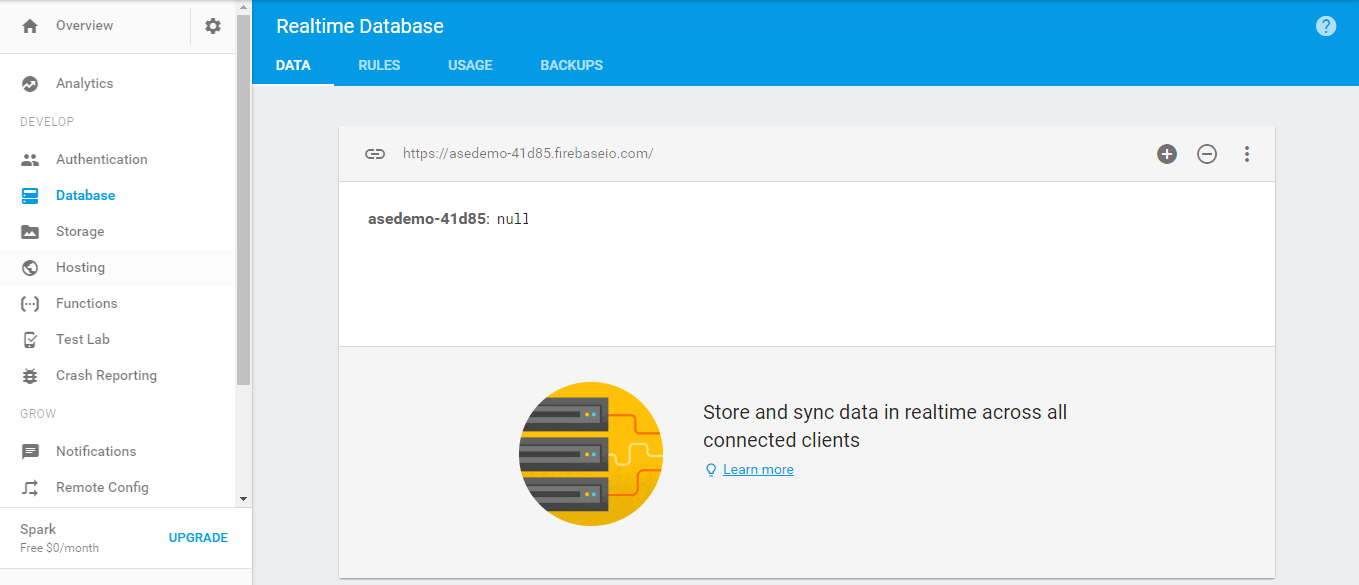 Overview
Analytics
DEVELOP
Authentication
Database
Storage
Hosting
Functions
Test Lab
Crash Reporting
GROW
Notifications
Remote Config
Spark
Free $0/month
UPGRADE
Realtime Database
DATA RULES USAGE BACKUPS
https://asedemo-41d85.firebaseio.com/
asedemo-41d85: null
Store and sync data in realtime across all
connected clients
Learn more